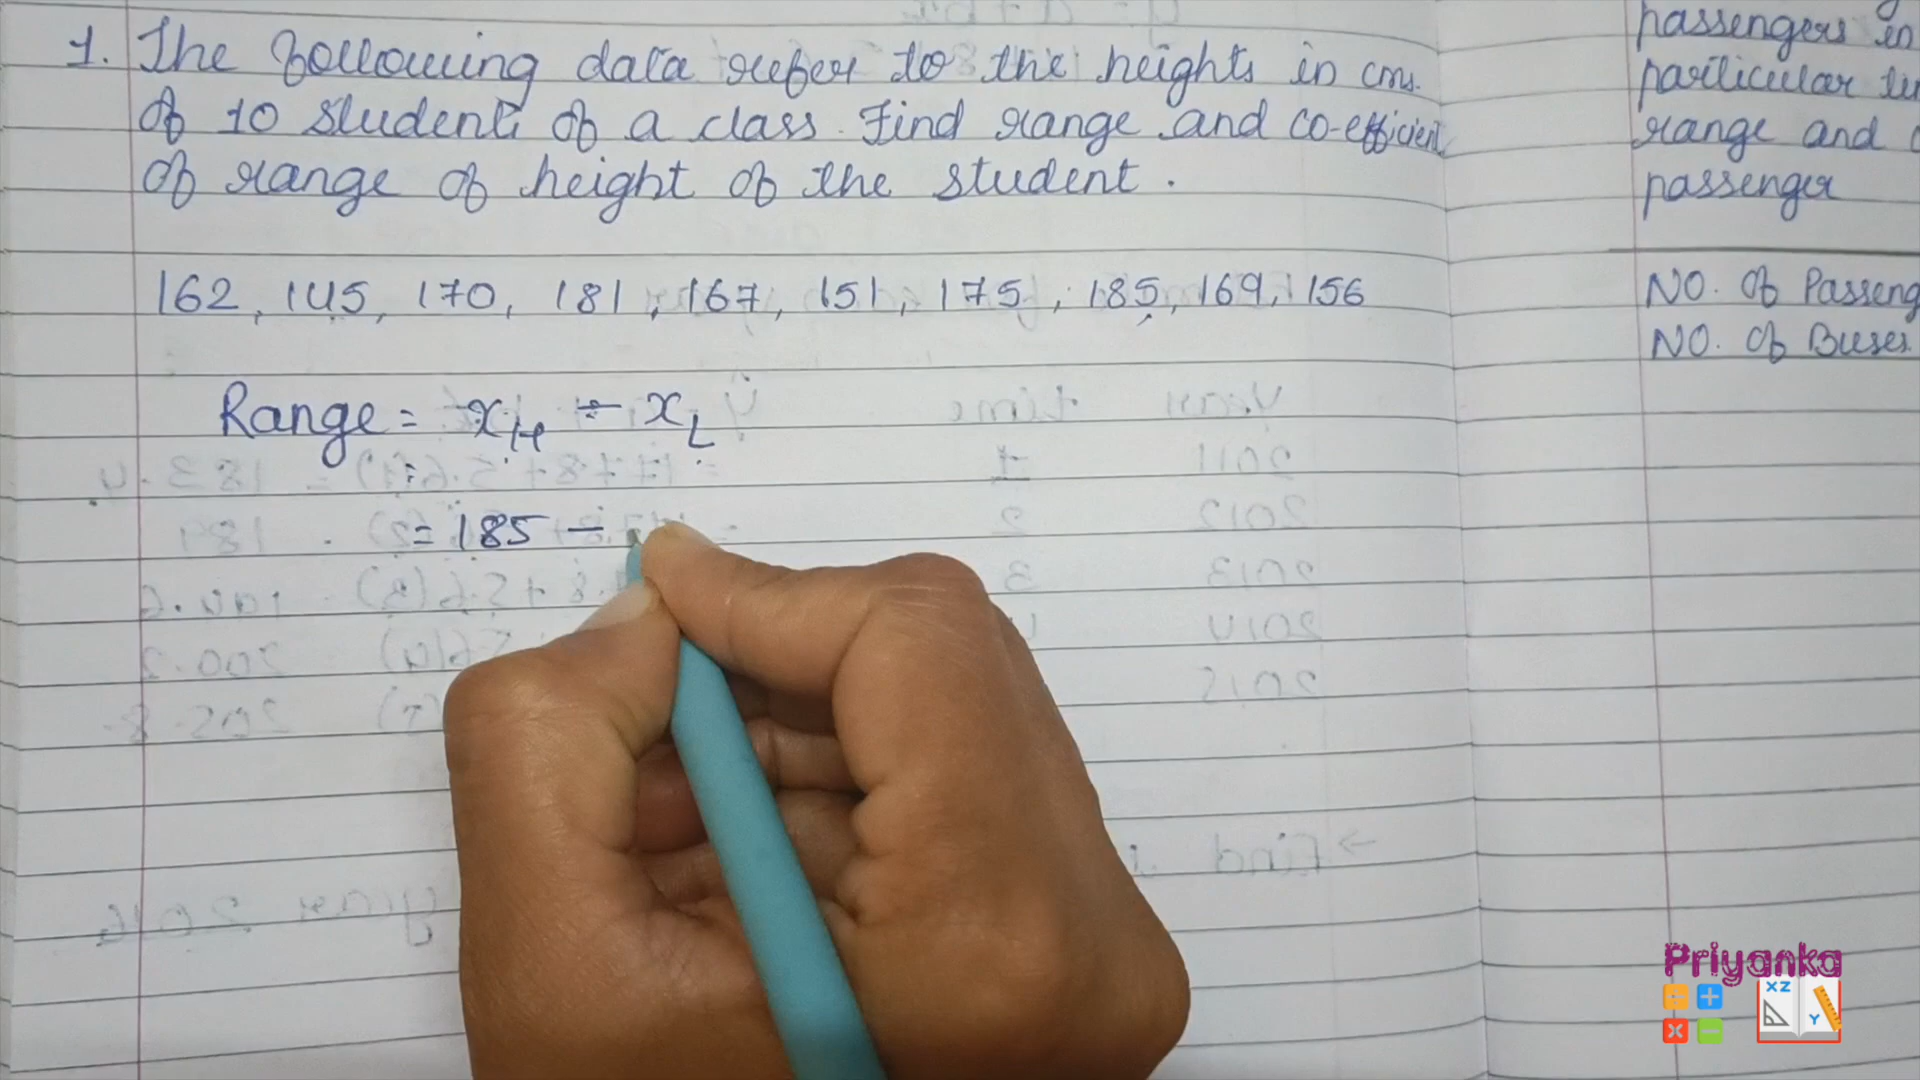 1. The following data refer to the heights in cms.
of 10 students of a class. Find range and co-efficient
of range of height of the student.
162, 145, 170, 181, 167, 151, 175, 185, 169, 156
Range = xH - xL
= 185 -
passengers in
particular
range and
passenger
NO. of Passeng
NO. of Buses
Priyanka
XZ
Y